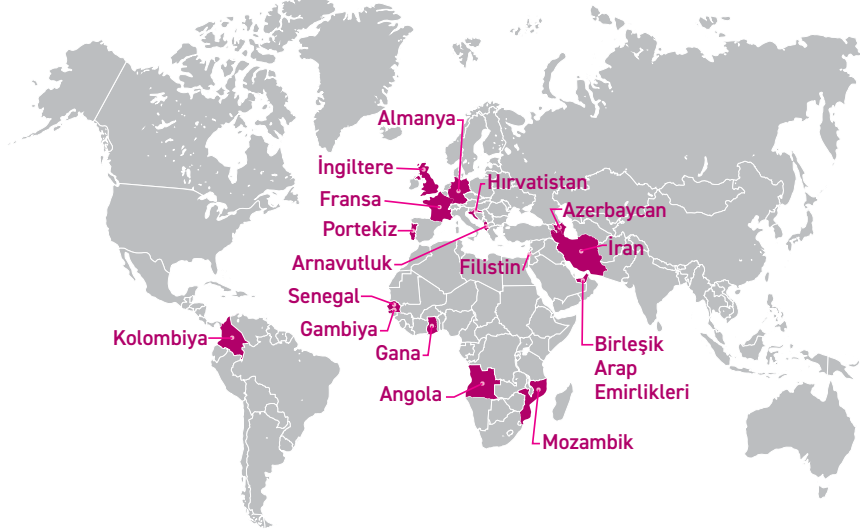 Almanya
İngiltere
Hırvatistan
Fransa
Azerbaycan
Portekiz
İran
Arnavutluk
Filistin
Senegal
Gambiya
Kolombiya
Gana
Birleşik
Arap
Emirlikleri
Angola
Mozambik